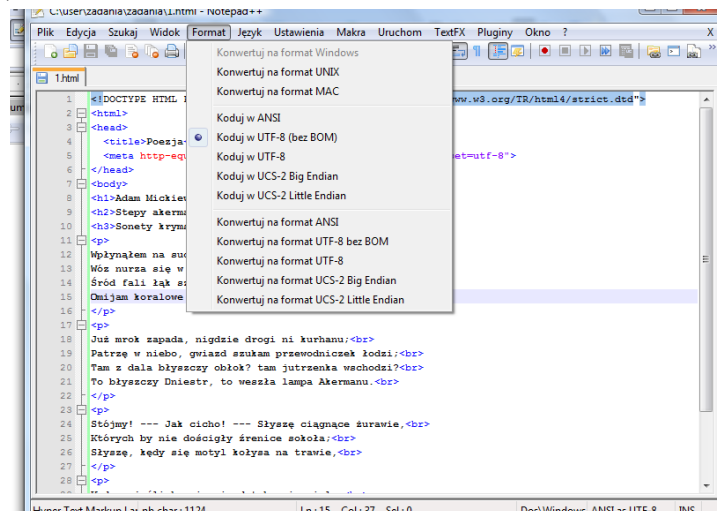 C:\user\zadania\zadania\1.html - Notepad++
Plik Edycja Szukaj Widok Format Język Ustawienia Makra Uruchom TextFX Pluginy Okno ? X
1.html
Konwertuj na format Windows
Konwertuj na format UNIX
Konwertuj na format MAC
Koduj w ANSI
Koduj w UTF-8 (bez BOM)
Koduj w UTF-8
Koduj w UCS-2 Big Endian
Koduj w UCS-2 Little Endian
Konwertuj na format ANSI
Konwertuj na format UTF-8 bez BOM
Konwertuj na format UTF-8
Konwertuj na format UCS-2 Big Endian
Konwertuj na format UCS-2 Little Endian
1 <!DOCTYPE HTML www.w3.org/TR/html4/strict.dtd">
2 <html>
3 <head>
4 <title>Poezja
5 <meta http-equ et=utf-8">
6 </head>
7 <body>
8 <h1>Adam Mickiew
9 <h2>Stepy akerma
10 <h3>Sonety kryma
11 <p>
12 Wpłynąłem na suc
13 Wóz nurza się w
14 Śród fali łąk sz
15 Omijam koralowe
16 </p>
17 <p>
18 Już mrok zapada, nigdzie drogi ni kurhanu;<br>
19 Patrzę w niebo, gwiazd szukam przewodniczek łodzi;<br>
20 Tam z dala błyszczy obłok? tam jutrzenka wschodzi?<br>
21 To błyszczy Dniestr, to weszła lampa Akermanu.<br>
22 </p>
23 <p>
24 Stójmy! --- Jak cicho! --- Słyszę ciągnące żurawie,<br>
25 Których by nie dościgły źrenice sokoła;<br>
26 Słyszę, kędy się motyl kołysa na trawie,<br>
27 </p>
28 <p>
Hyper Text Markup La nb char : 1124 Ln : 15 Col : 37 Sel : 0 Dos\Windows ANSI as UTF-8 INS